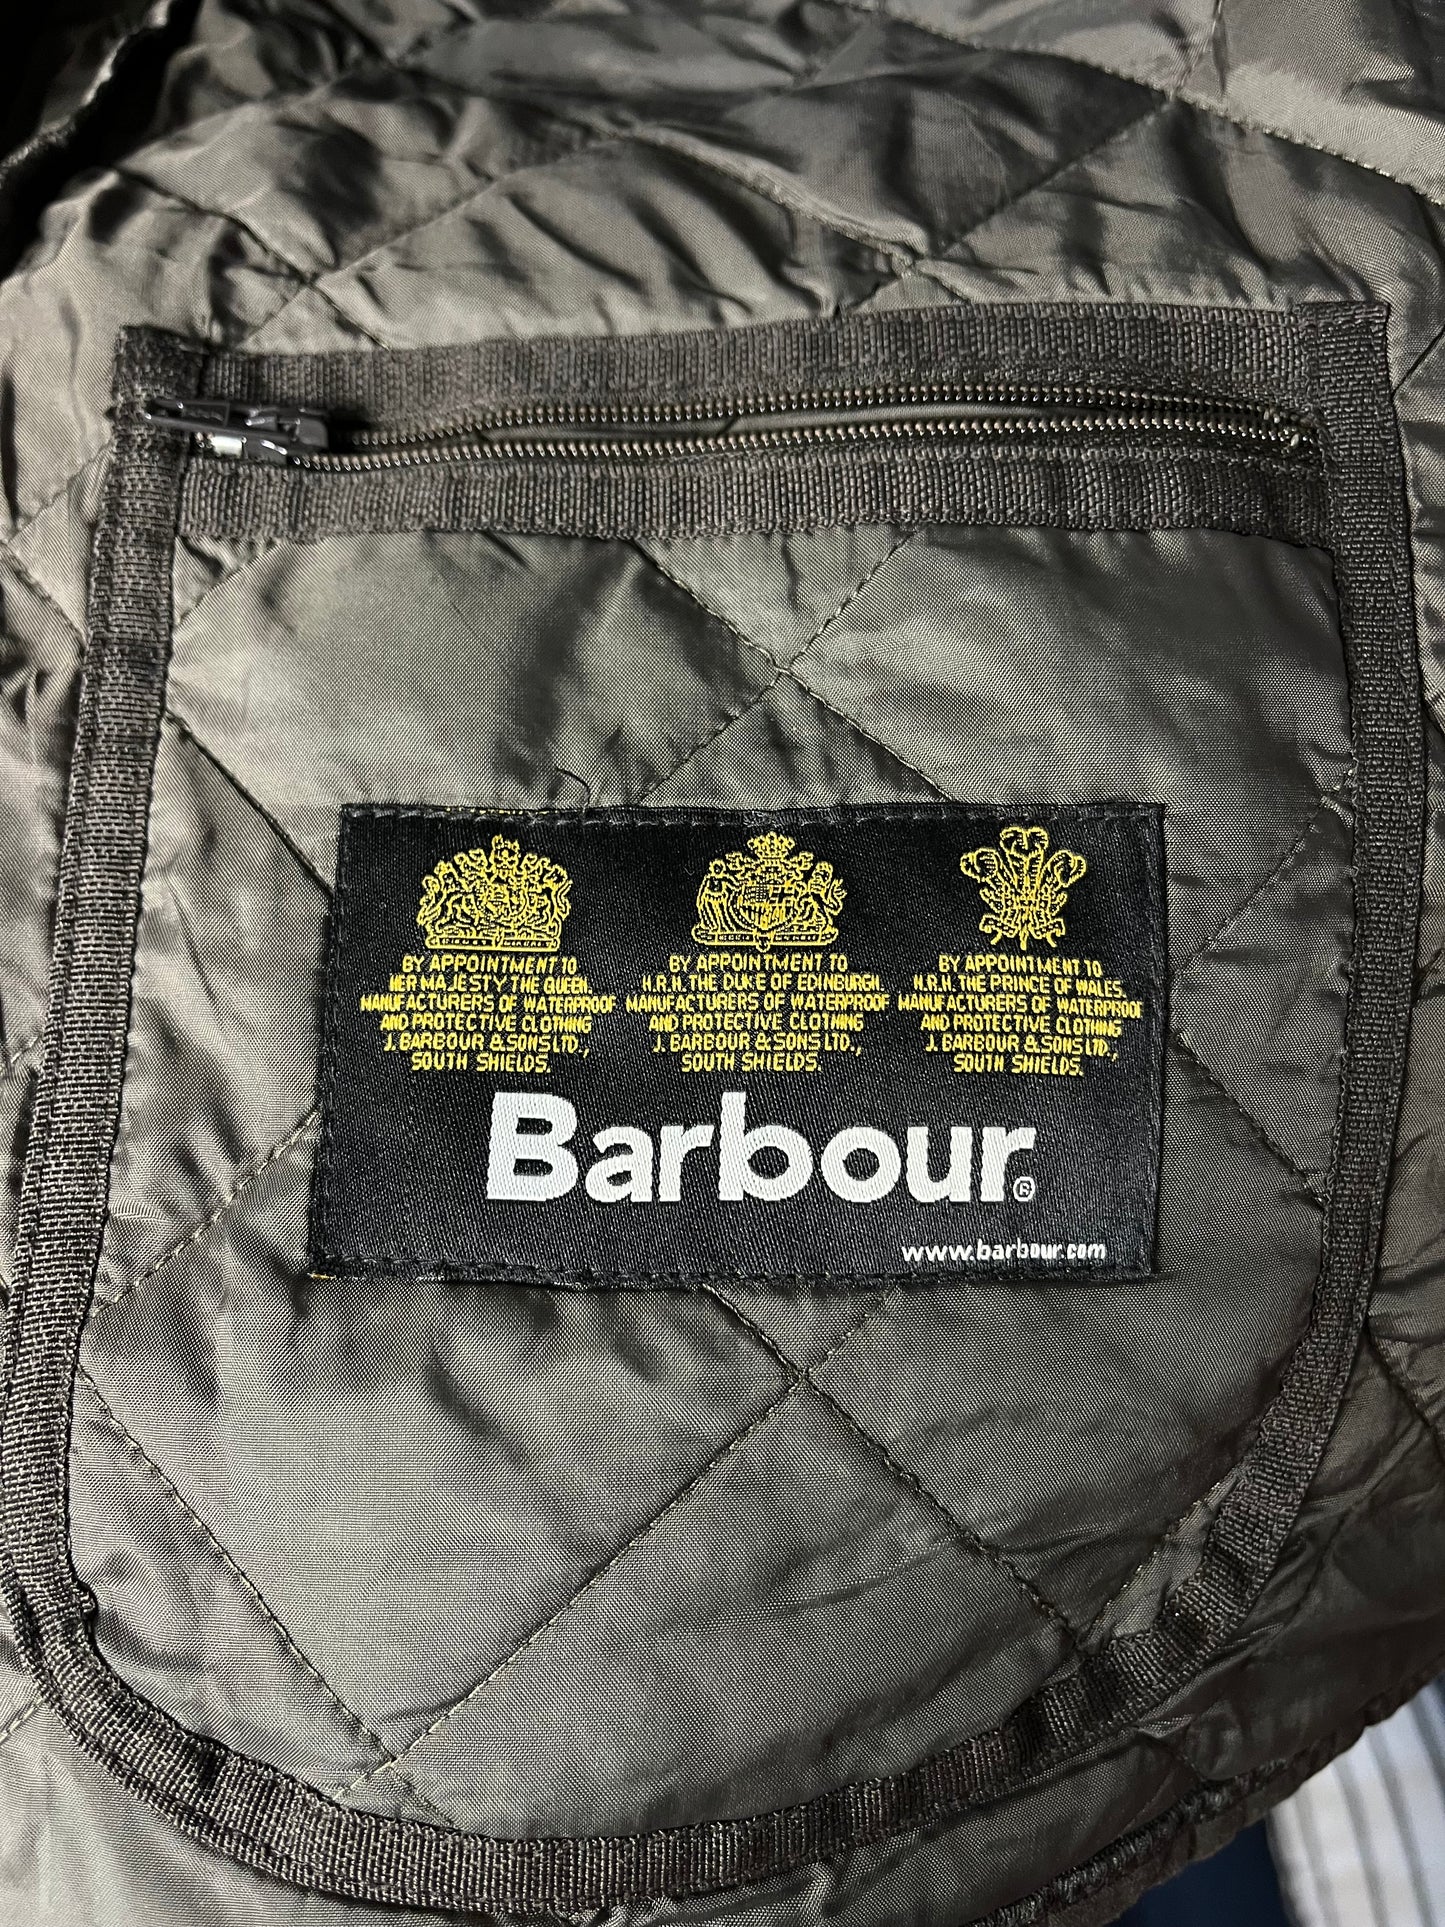 BY APPOINTMENT TO
HER MAJESTY THE QUEEN.
MANUFACTURERS OF WATERPROOF
AND PROTECTIVE CLOTHING
J. BARBOUR & SONS LTD.,
SOUTH SHIELDS.
BY APPOINTMENT TO
H.R.H. THE DUKE OF EDINBURGH.
MANUFACTURERS OF WATERPROOF
AND PROTECTIVE CLOTHING
J. BARBOUR & SONS LTD.,
SOUTH SHIELDS.
BY APPOINTMENT TO
H.R.H. THE PRINCE OF WALES.
MANUFACTURERS OF WATERPROOF
AND PROTECTIVE CLOTHING
J. BARBOUR & SONS LTD.,
SOUTH SHIELDS.
Barbour®
www.barbour.com